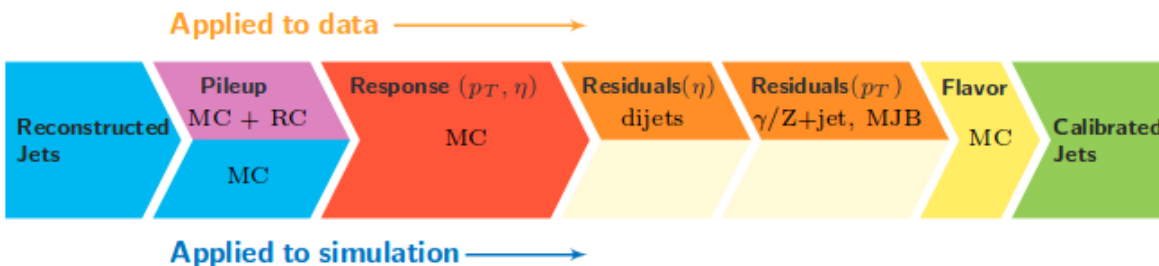 Applied to data
Reconstructed
Jets
Pileup
MC + RC
MC
Response (p_T, η)
MC
Residuals(η)
dijets
Residuals(p_T)
γ/Z+jet, MJB
Flavor
MC
Calibrated
Jets
Applied to simulation